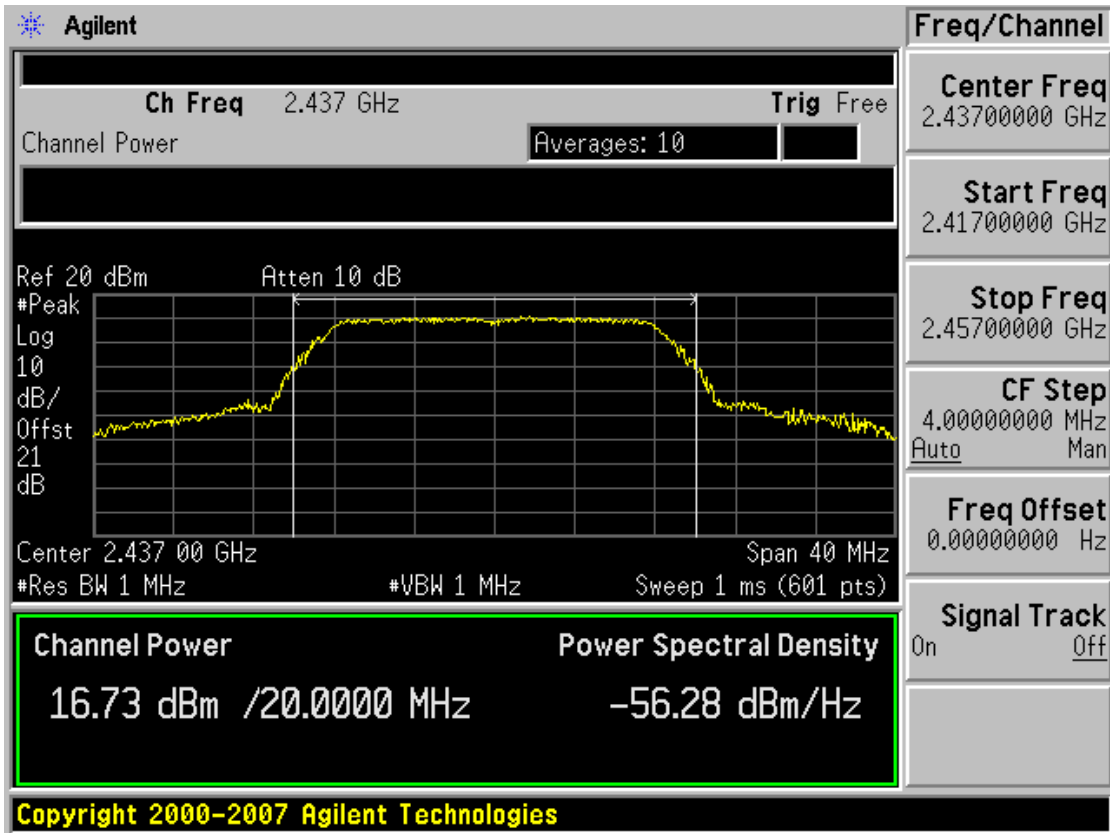 Agilent
Freq/Channel
Ch Freq 2.437 GHz Trig Free
Channel Power Averages: 10
Ref 20 dBm Atten 10 dB
#Peak
Log
10
dB/
Offst
21
dB
Center 2.437 00 GHz Span 40 MHz
#Res BW 1 MHz #VBW 1 MHz Sweep 1 ms (601 pts)
Channel Power Power Spectral Density
16.73 dBm /20.0000 MHz -56.28 dBm/Hz
Copyright 2000-2007 Agilent Technologies
Center Freq
2.43700000 GHz
Start Freq
2.41700000 GHz
Stop Freq
2.45700000 GHz
CF Step
4.00000000 MHz
Auto Man
Freq Offset
0.00000000 Hz
Signal Track
On Off